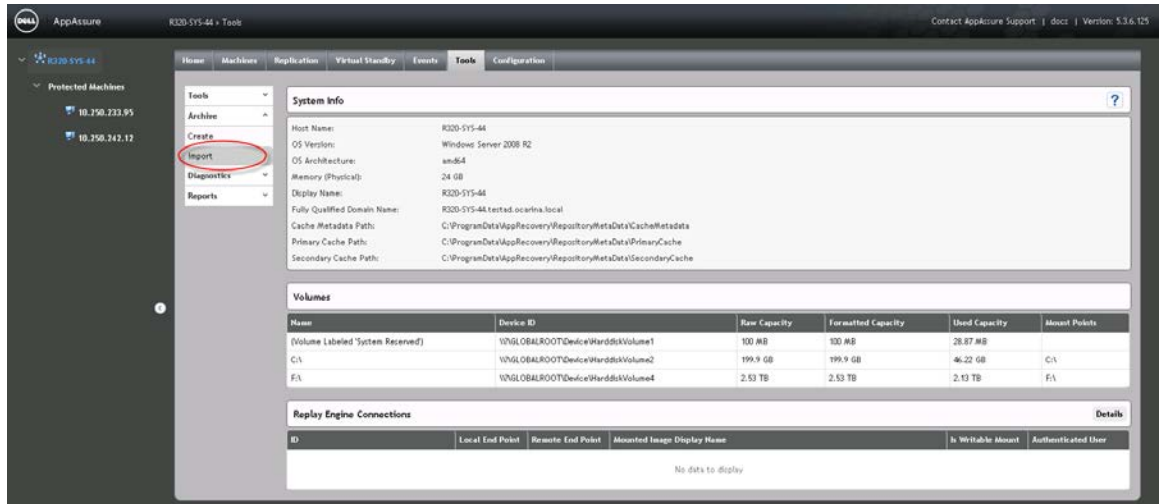 DELL AppAssure R320-SYS-44 » Tools Contact AppAssure Support | docs | Version: 5.3.6.125
R320-SYS-44
Protected Machines
10.250.233.95
10.250.242.12
Home Machines Replication Virtual Standby Events Tools Configuration
Tools
Archive
Create
Import
Diagnostics
Reports
System Info ?
Host Name: R320-SYS-44
OS Version: Windows Server 2008 R2
OS Architecture: amd64
Memory (Physical): 24 GB
Display Name: R320-SYS-44
Fully Qualified Domain Name: R320-SYS-44.testad.ocarina.local
Cache Metadata Path: C:\ProgramData\AppRecovery\RepositoryMetaData\CacheMetadata
Primary Cache Path: C:\ProgramData\AppRecovery\RepositoryMetaData\PrimaryCache
Secondary Cache Path: C:\ProgramData\AppRecovery\RepositoryMetaData\SecondaryCache
Volumes
Name Device ID Raw Capacity Formatted Capacity Used Capacity Mount Points
(Volume Labeled 'System Reserved') \\?\GLOBALROOT\Device\HarddiskVolume1 100 MB 100 MB 28.87 MB
C:\ \\?\GLOBALROOT\Device\HarddiskVolume2 199.9 GB 199.9 GB 46.22 GB C:\
F:\ \\?\GLOBALROOT\Device\HarddiskVolume4 2.53 TB 2.53 TB 2.13 TB F:\
Replay Engine Connections Details
ID Local End Point Remote End Point Mounted Image Display Name Is Writable Mount Authenticated User
No data to display